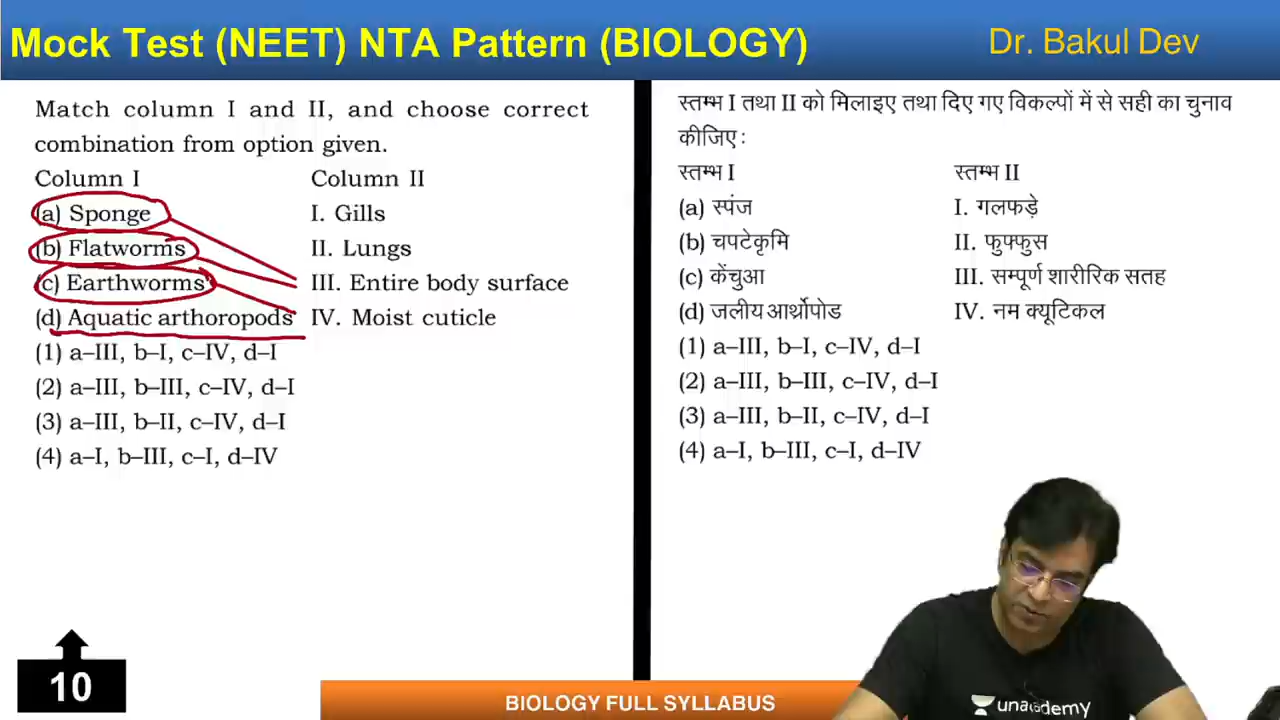 Mock Test (NEET) NTA Pattern (BIOLOGY)
Dr. Bakul Dev
Match column I and II, and choose correct
combination from option given.
Column I Column II
(a) Sponge I. Gills
(b) Flatworms II. Lungs
(c) Earthworms III. Entire body surface
(d) Aquatic arthoropods IV. Moist cuticle
(1) a–III, b–I, c–IV, d–I
(2) a–III, b–III, c–IV, d–I
(3) a–III, b–II, c–IV, d–I
(4) a–I, b–III, c–I, d–IV
स्तम्भ I तथा II को मिलाइए तथा दिए गए विकल्पों में से सही का चुनाव
कीजिए :
स्तम्भ I स्तम्भ II
(a) स्पंज I. गलफड़े
(b) चपटेकृमि II. फुफ्फुस
(c) केंचुआ III. सम्पूर्ण शारीरिक सतह
(d) जलीय आर्थोपोड IV. नम क्यूटिकल
(1) a–III, b–I, c–IV, d–I
(2) a–III, b–III, c–IV, d–I
(3) a–III, b–II, c–IV, d–I
(4) a–I, b–III, c–I, d–IV
10
BIOLOGY FULL SYLLABUS
unacademy